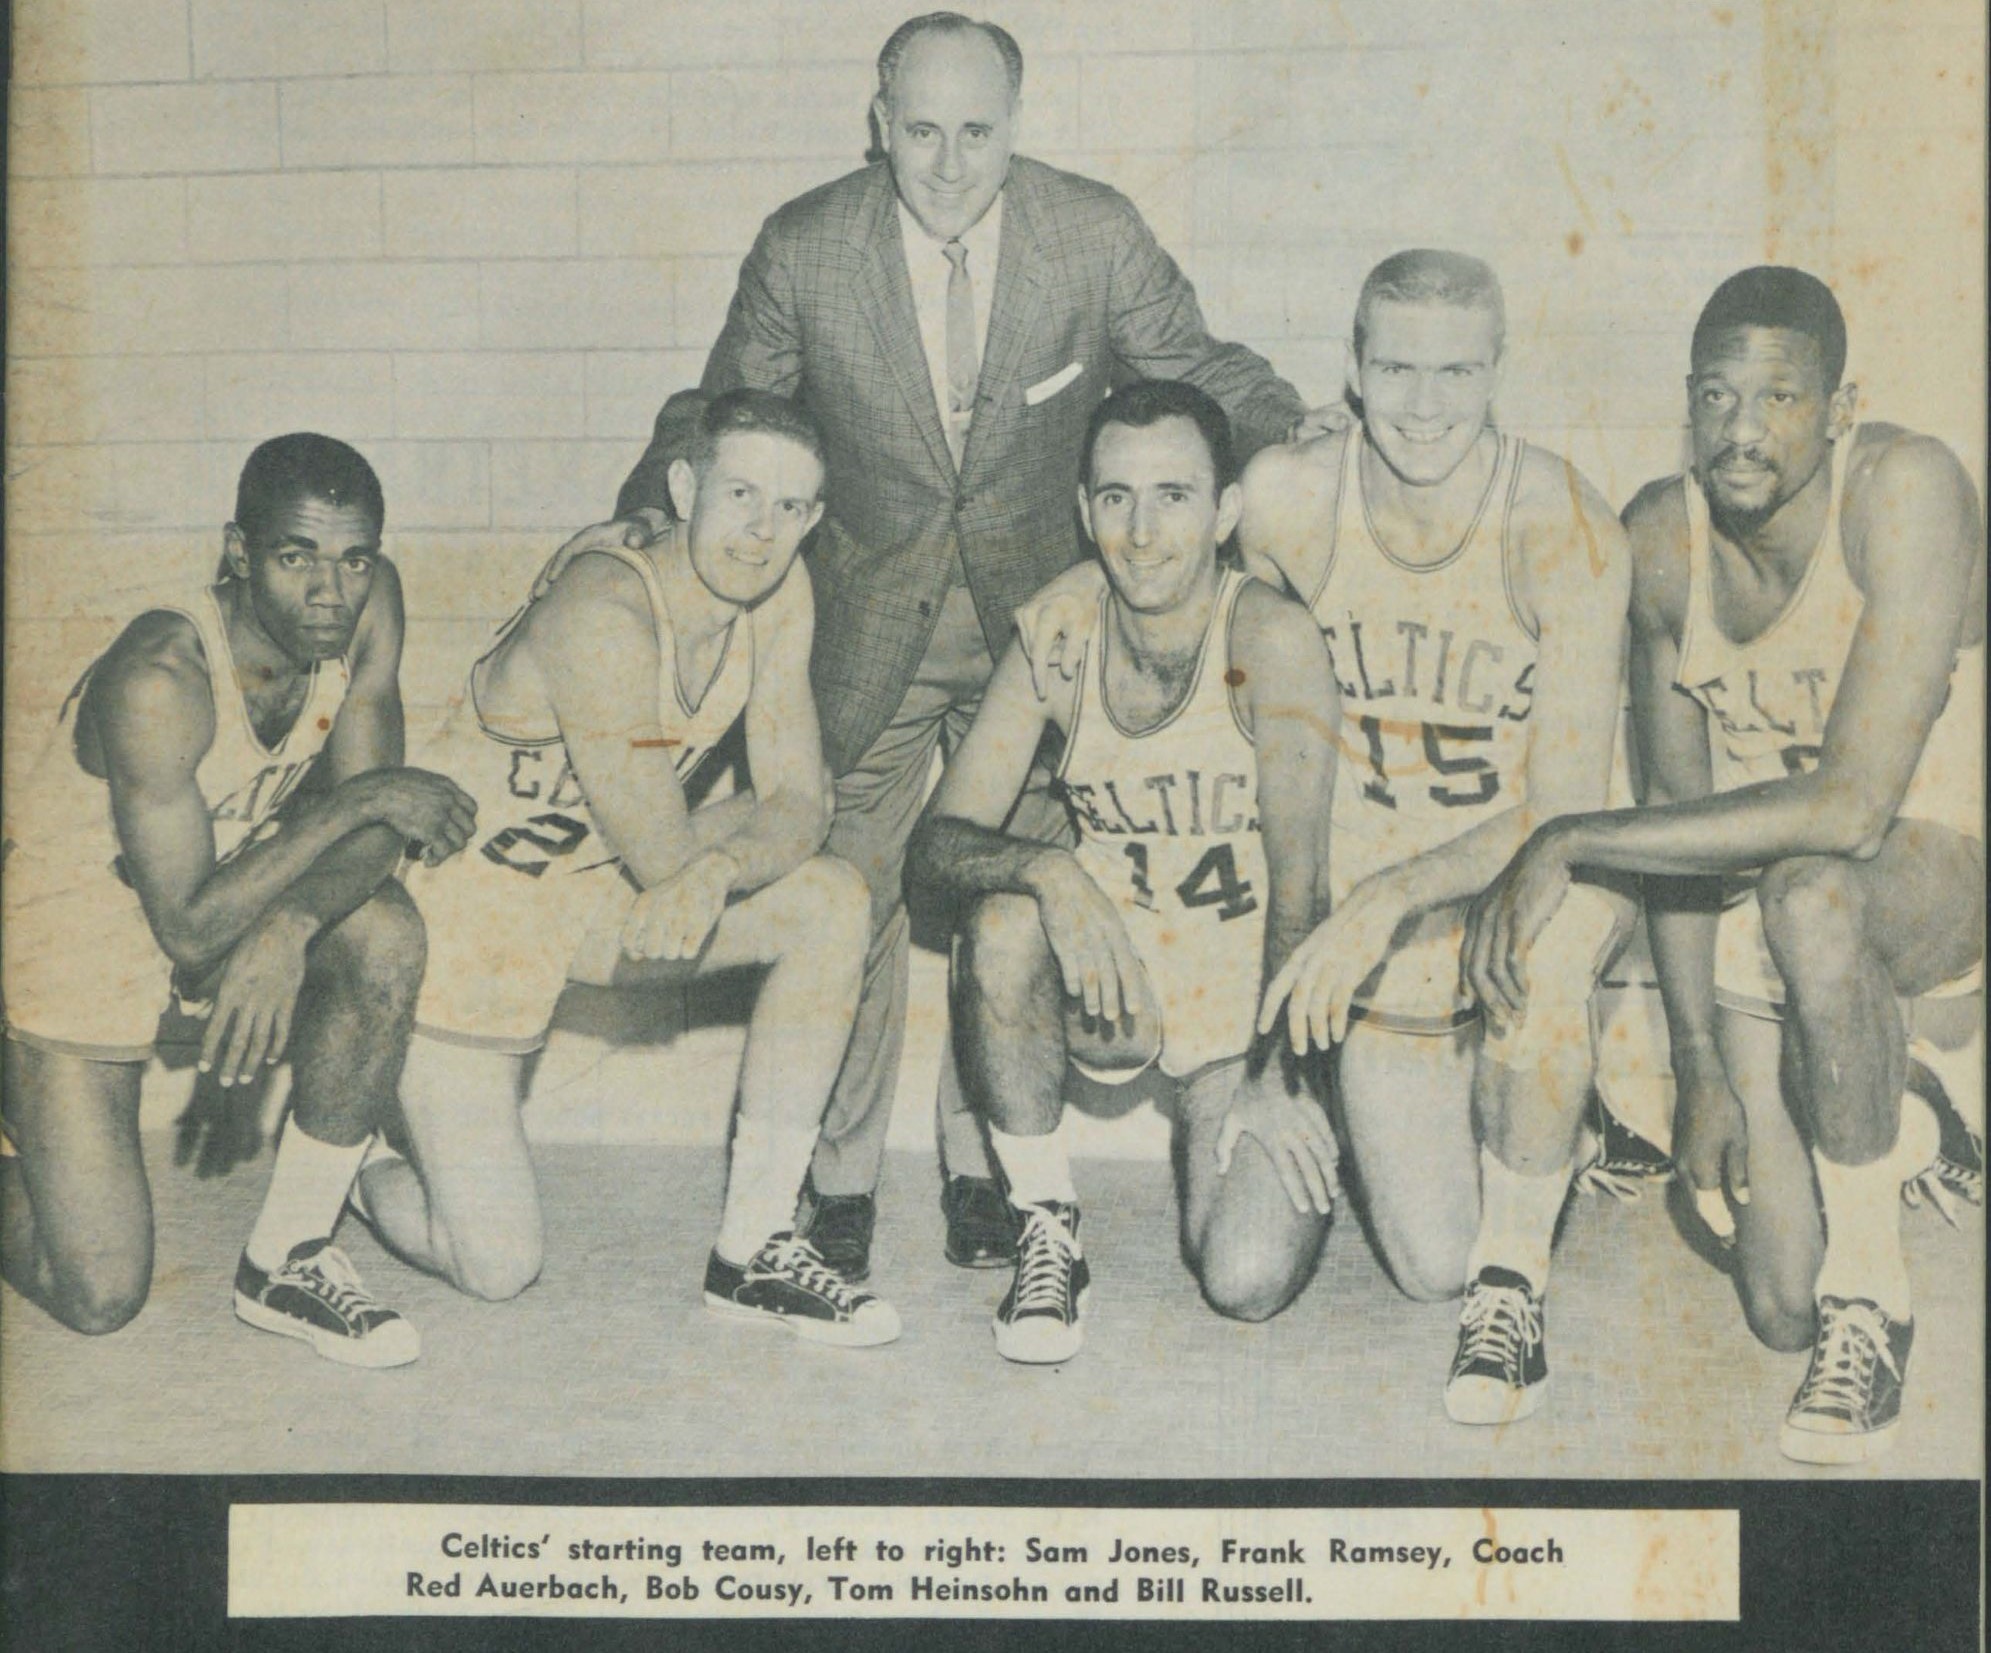 CELTICS
14
CELTICS
15
Celtics' starting team, left to right: Sam Jones, Frank Ramsey, Coach
Red Auerbach, Bob Cousy, Tom Heinsohn and Bill Russell.